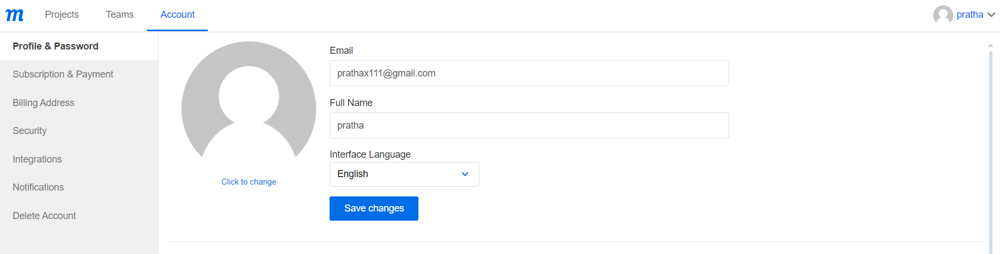 m Projects Teams Account pratha
Profile & Password
Subscription & Payment
Billing Address
Security
Integrations
Notifications
Delete Account
Click to change
Email
prathax111@gmail.com
Full Name
pratha
Interface Language
English
Save changes